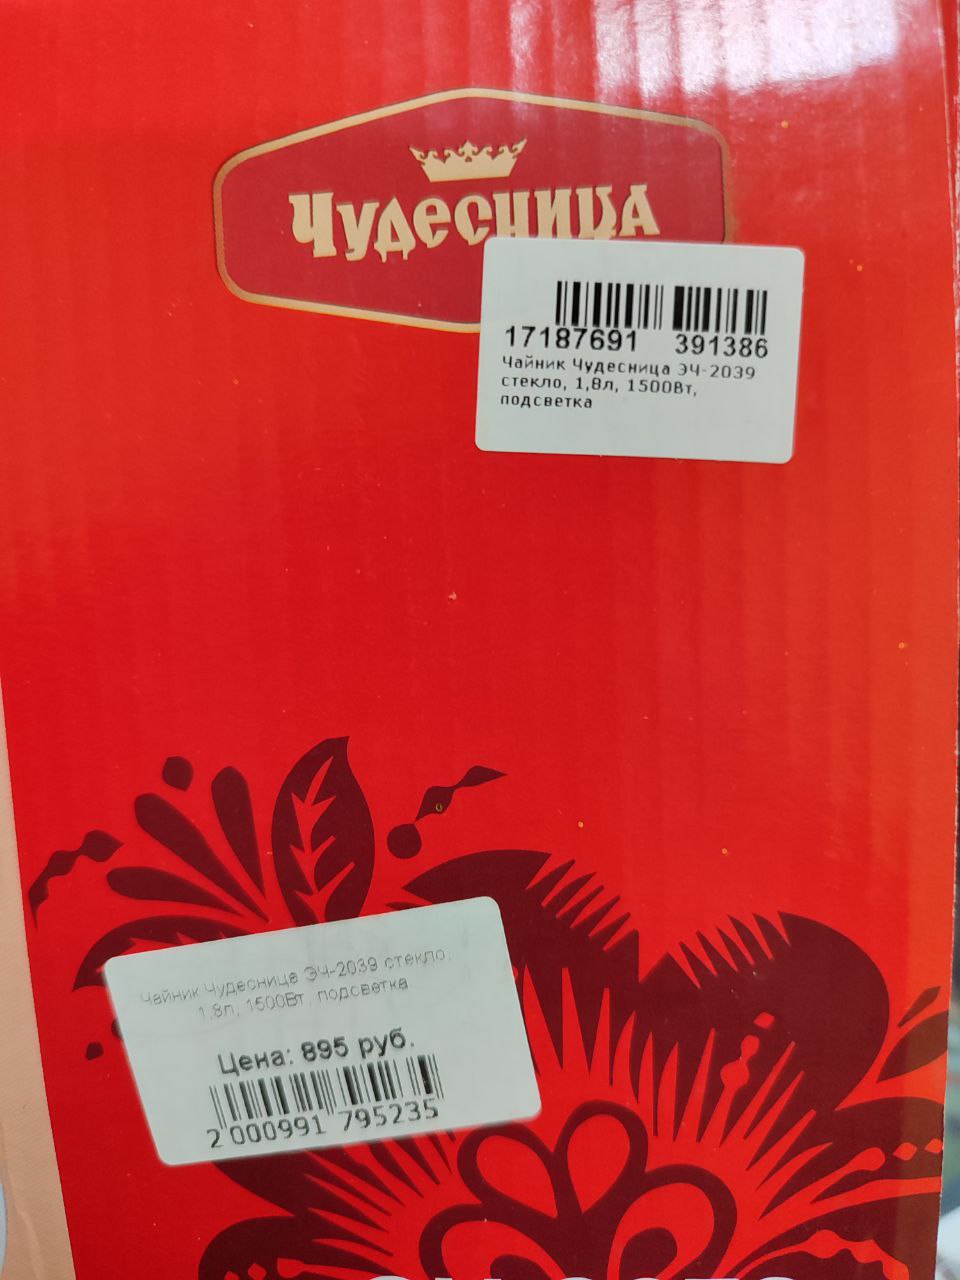 Чудесница
17187691 391386
Чайник Чудесница ЭЧ-2039
стекло, 1,8л, 1500Вт,
подсветка
Чайник Чудесница ЭЧ-2039 стекло,
1,8л, 1500Вт, подсветка
Цена: 895 руб.
2 000991 795235